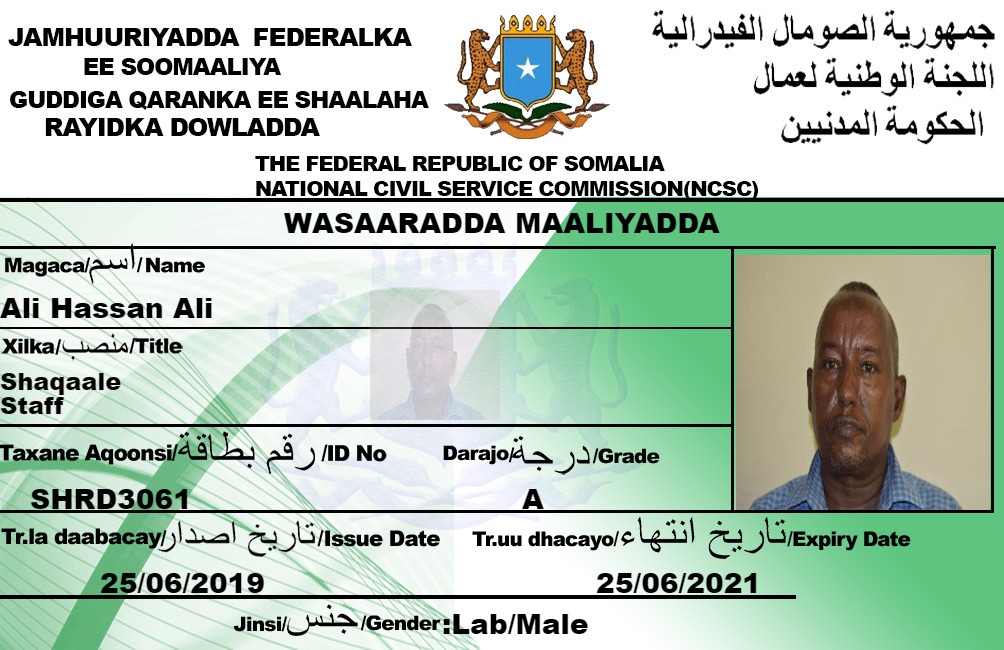 JAMHUURIYADDA FEDERALKA
EE SOOMAALIYA
GUDDIGA QARANKA EE SHAALAHA
RAYIDKA DOWLADDA
جمهورية الصومال الفيدرالية
اللجنة الوطنية لعمال
الحكومة المدنيين
THE FEDERAL REPUBLIC OF SOMALIA
NATIONAL CIVIL SERVICE COMMISSION(NCSC)
WASAARADDA MAALIYADDA
Magaca/اسم/Name
Ali Hassan Ali
Xilka/منصب/Title
Shaqaale
Staff
Taxane Aqoonsi/رقم بطاقة/ID No
Darajo/درجة/Grade
SHRD3061
A
Tr.la daabacay/تاريخ اصدار/Issue Date
Tr.uu dhacayo/تاريخ انتهاء/Expiry Date
25/06/2019
25/06/2021
Jinsi/جنس/Gender:Lab/Male